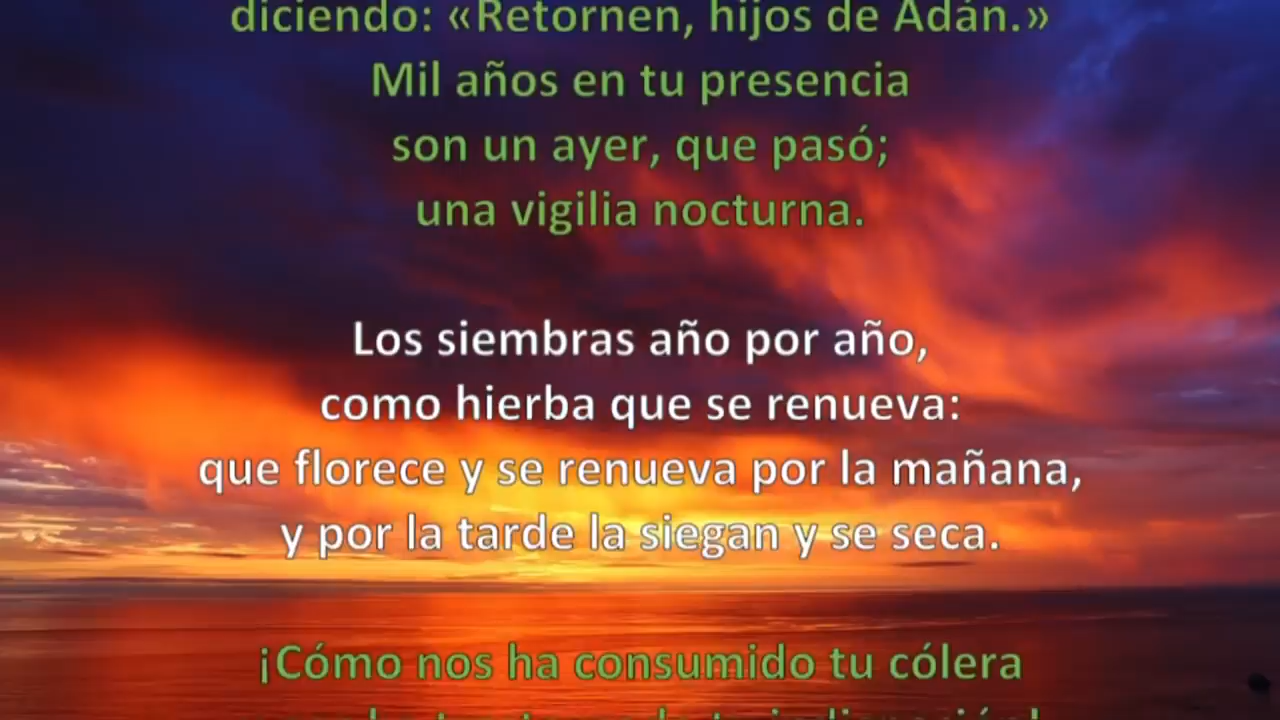 diciendo: «Retornen, hijos de Adán.»
Mil años en tu presencia
son un ayer, que pasó;
una vigilia nocturna.
Los siembras año por año,
como hierba que se renueva:
que florece y se renueva por la mañana,
y por la tarde la siegan y se seca.
¡Cómo nos ha consumido tu cólera